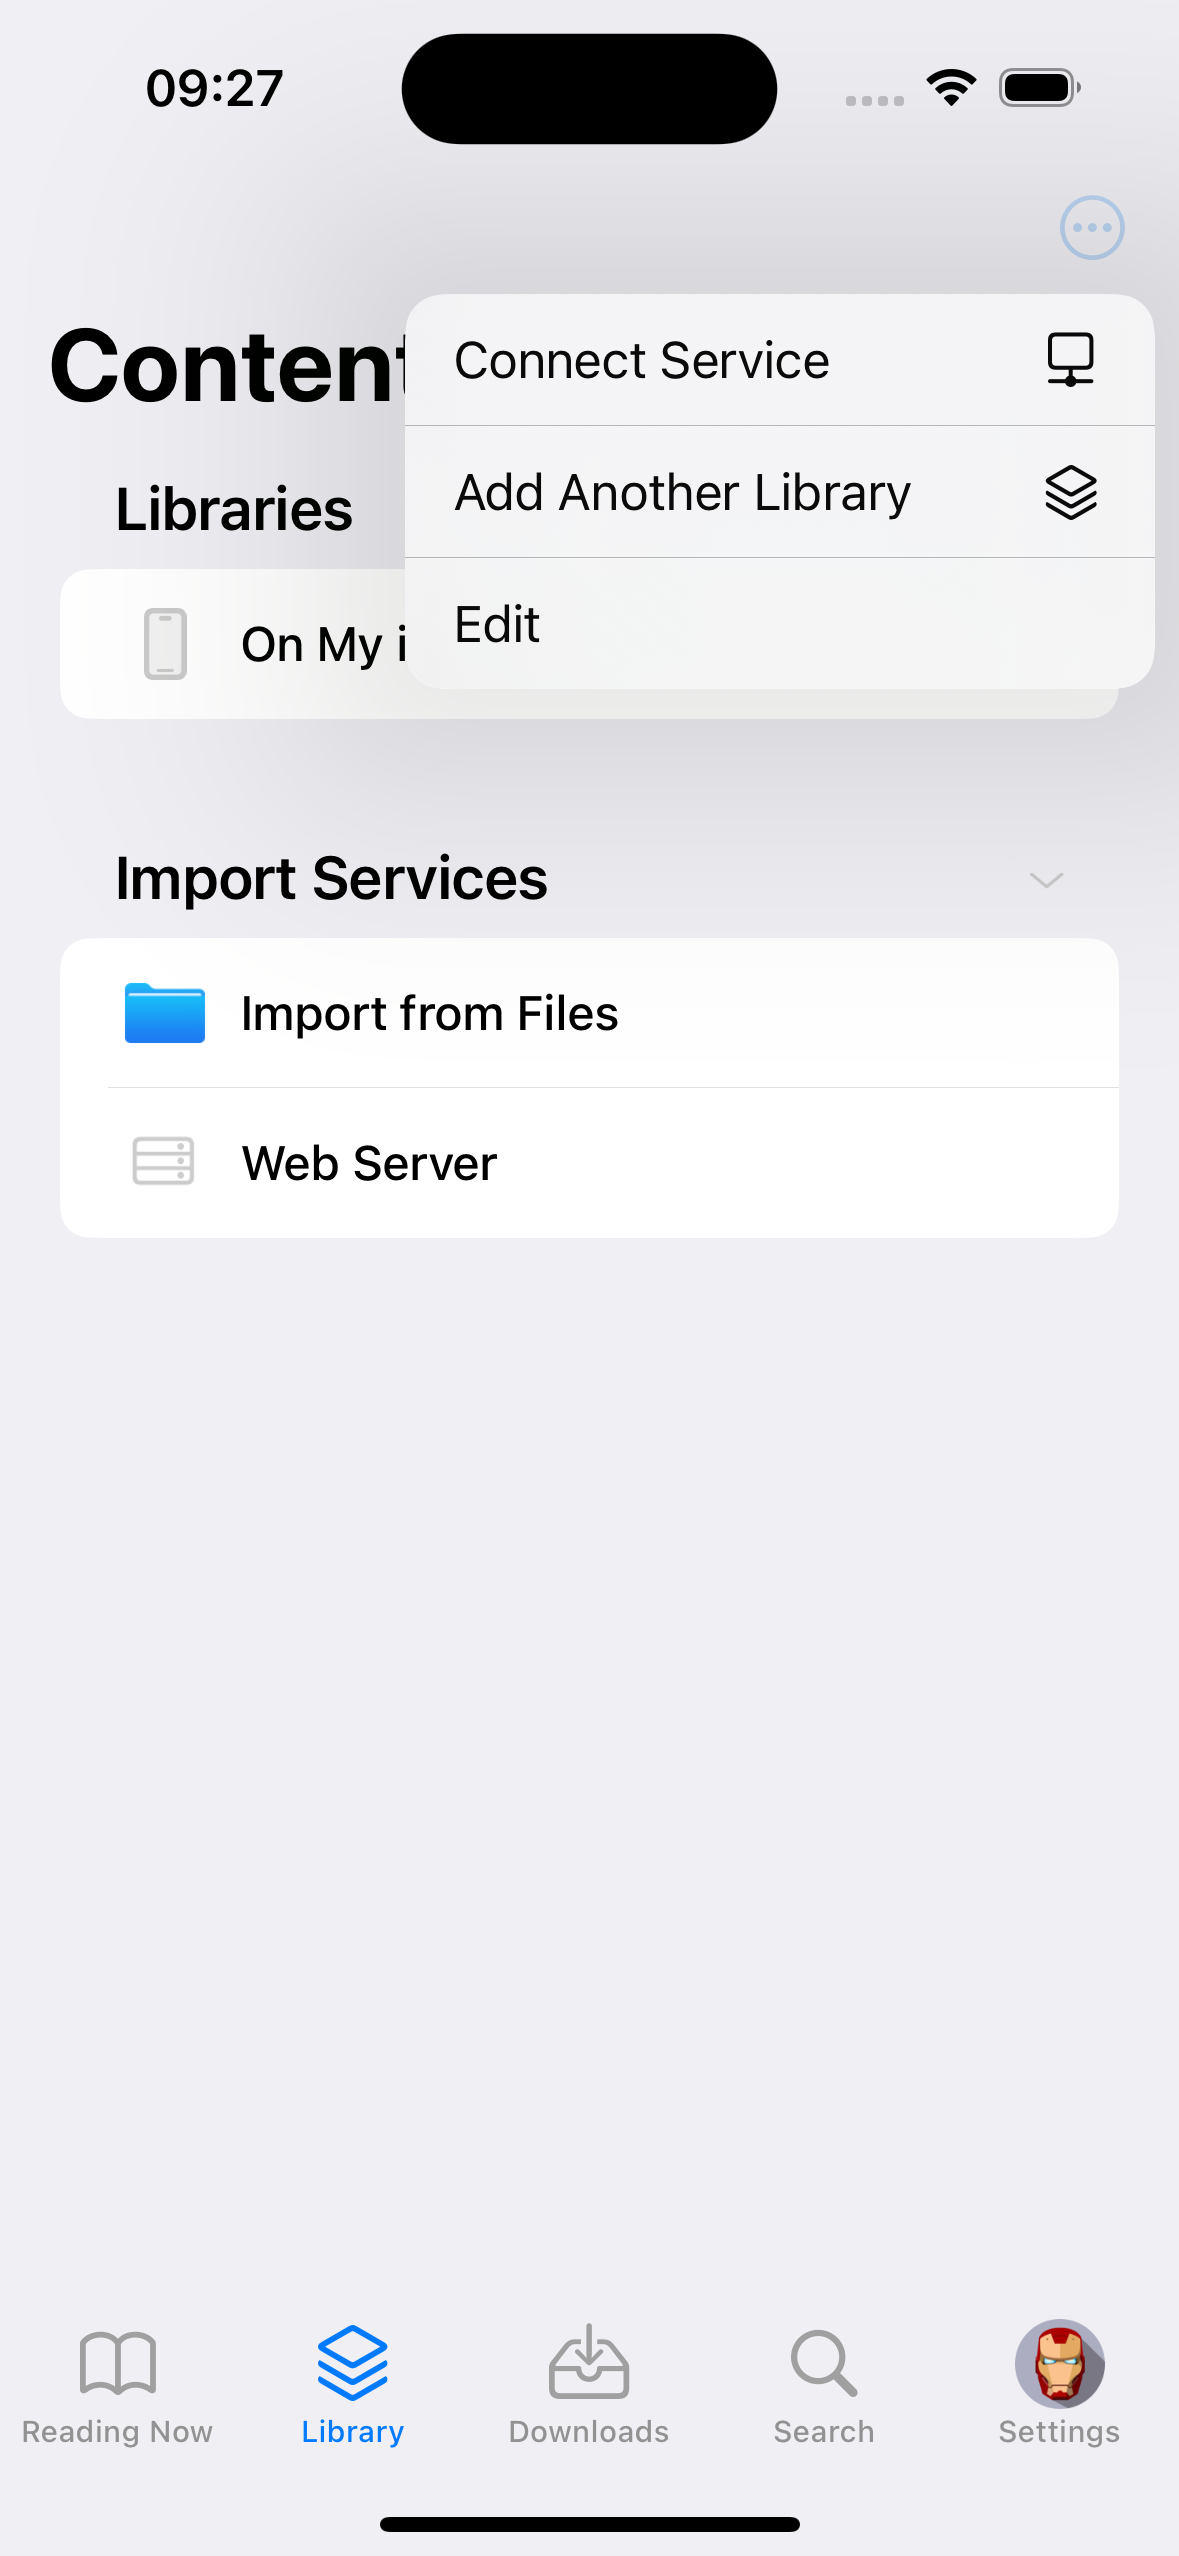 09:27
Content
Connect Service
Add Another Library
Edit
Libraries
On My i
Import Services
Import from Files
Web Server
Reading Now
Library
Downloads
Search
Settings